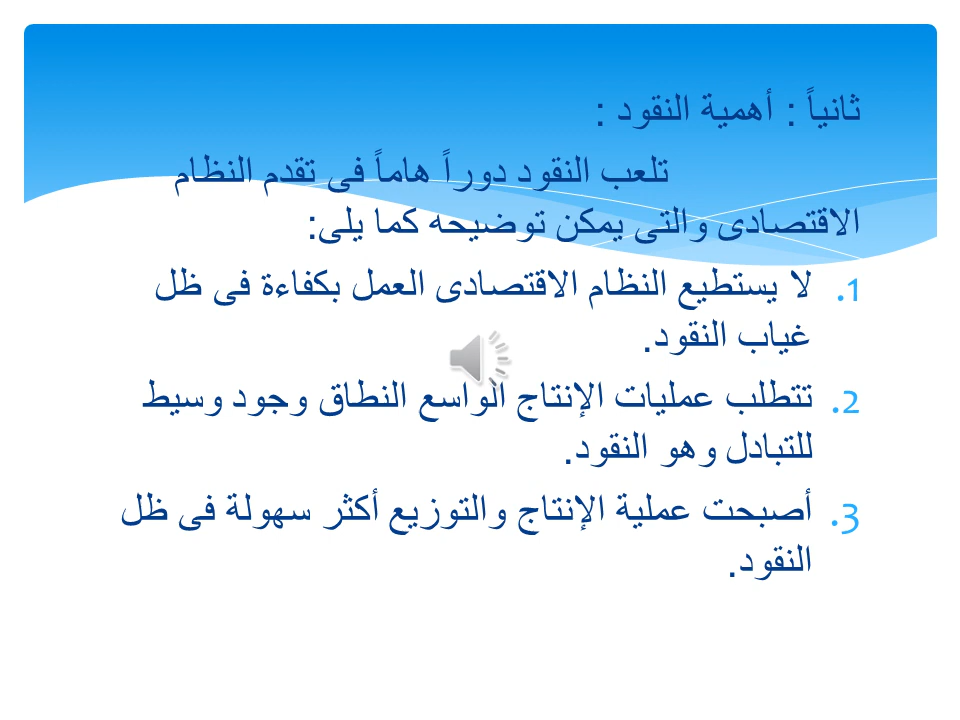 ثانياً : أهمية النقود :
تلعب النقود دوراً هاماً فى تقدم النظام
الاقتصادى والتى يمكن توضيحه كما يلى:
1. لا يستطيع النظام الاقتصادى العمل بكفاءة فى ظل
غياب النقود.
2. تتطلب عمليات الإنتاج الواسع النطاق وجود وسيط
للتبادل وهو النقود.
3. أصبحت عملية الإنتاج والتوزيع أكثر سهولة فى ظل
النقود.